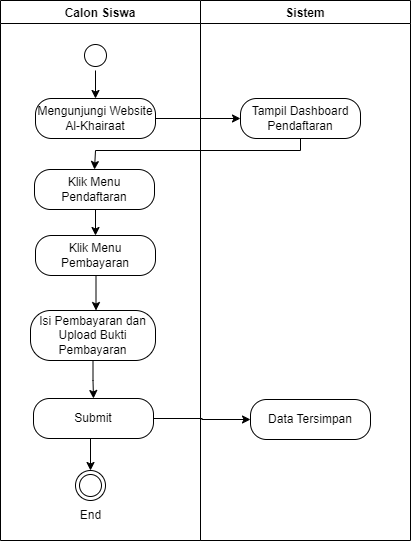 Calon Siswa
Sistem
Mengunjungi Website
Al-Khairaat
Tampil Dashboard
Pendaftaran
Klik Menu
Pendaftaran
Klik Menu
Pembayaran
Isi Pembayaran dan
Upload Bukti
Pembayaran
Submit
Data Tersimpan
End